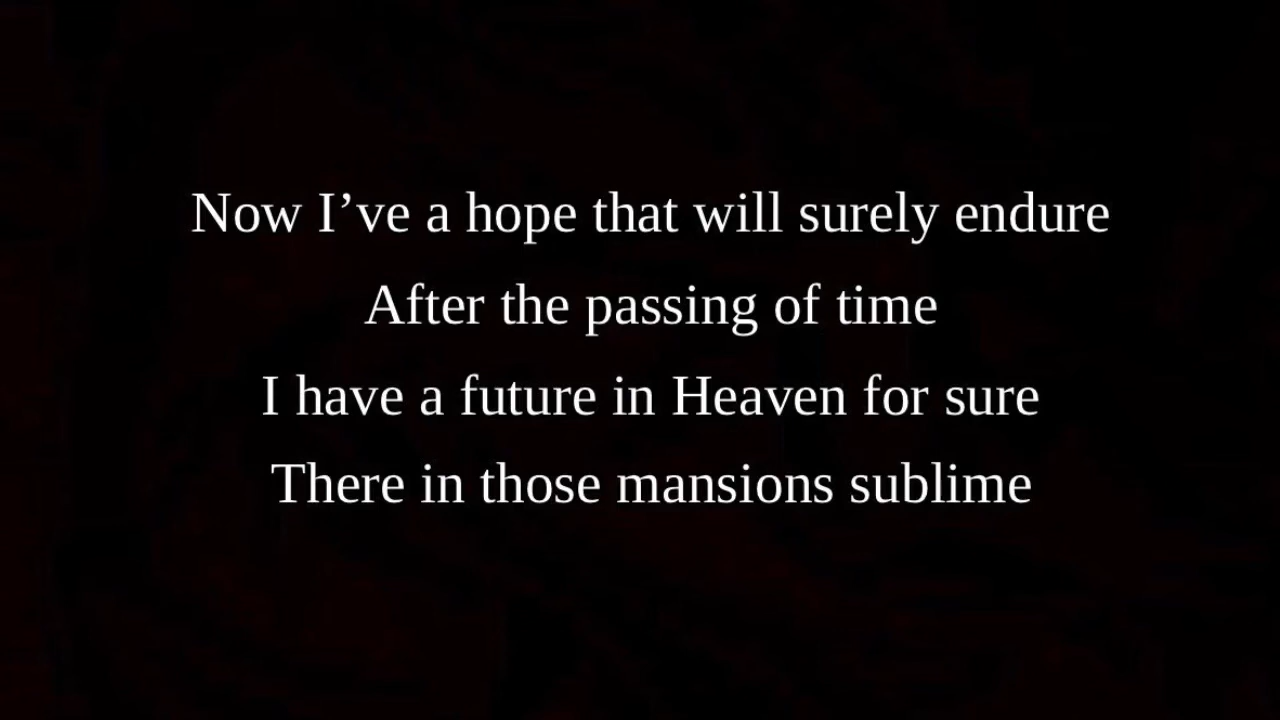 Now I’ve a hope that will surely endure
After the passing of time
I have a future in Heaven for sure
There in those mansions sublime